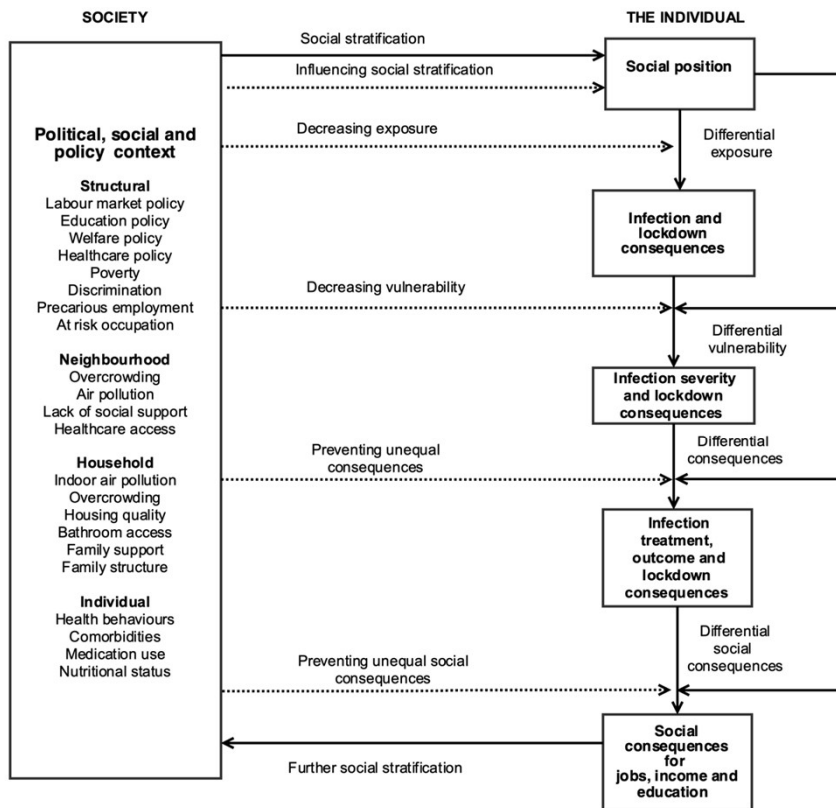 SOCIETY
THE INDIVIDUAL
Social stratification
Influencing social stratification
Social position
Political, social and
policy context
Decreasing exposure
Differential
exposure
Structural
Labour market policy
Education policy
Welfare policy
Healthcare policy
Poverty
Discrimination
Precarious employment
At risk occupation
Infection and
lockdown
consequences
Decreasing vulnerability
Differential
vulnerability
Neighbourhood
Overcrowding
Air pollution
Lack of social support
Healthcare access
Infection severity
and lockdown
consequences
Preventing unequal
consequences
Differential
consequences
Household
Indoor air pollution
Overcrowding
Housing quality
Bathroom access
Family support
Family structure
Infection
treatment,
outcome and
lockdown
consequences
Individual
Health behaviours
Comorbidities
Medication use
Nutritional status
Preventing unequal social
consequences
Differential
social
consequences
Social
consequences
for
jobs, income and
education
Further social stratification